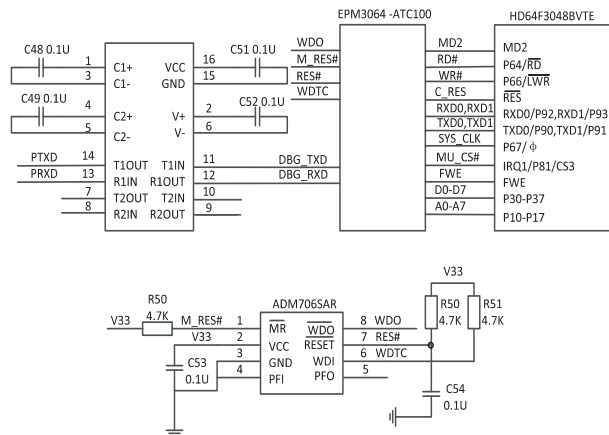 EPM3064 -ATC100
HD64F3048BVTE
C48 0.1U
C51 0.1U
C49 0.1U
C52 0.1U
1 C1+ VCC 16
3 C1- GND 15
4 C2+ V+ 2
5 C2- V- 6
PTXD 14 T1OUT T1IN 11 DBG_TXD
PRXD 13 R1IN R1OUT 12 DBG_RXD
7 T2OUT T2IN 10
8 R2IN R2OUT 9
WDO
M_RES#
RES#
WDTC
MD2 MD2
RD# P64/RD
WR# P66/LWR
C_RES RES
RXD0,RXD1 RXD0/P92,RXD1/P93
TXD0,TXD1 TXD0/P90,TXD1/P91
SYS_CLK P67/ϕ
MU_CS# IRQ1/P81/CS3
FWE FWE
D0-D7 P30-P37
A0-A7 P10-P17
ADM706SAR
V33 R50 4.7K M_RES# 1 MR WDO 8 WDO
V33 2 VCC RESET 7 RES#
3 GND WDI 6 WDTC
4 PFI PFO 5
C53
0.1U
V33
R50
4.7K
R51
4.7K
C54
0.1U